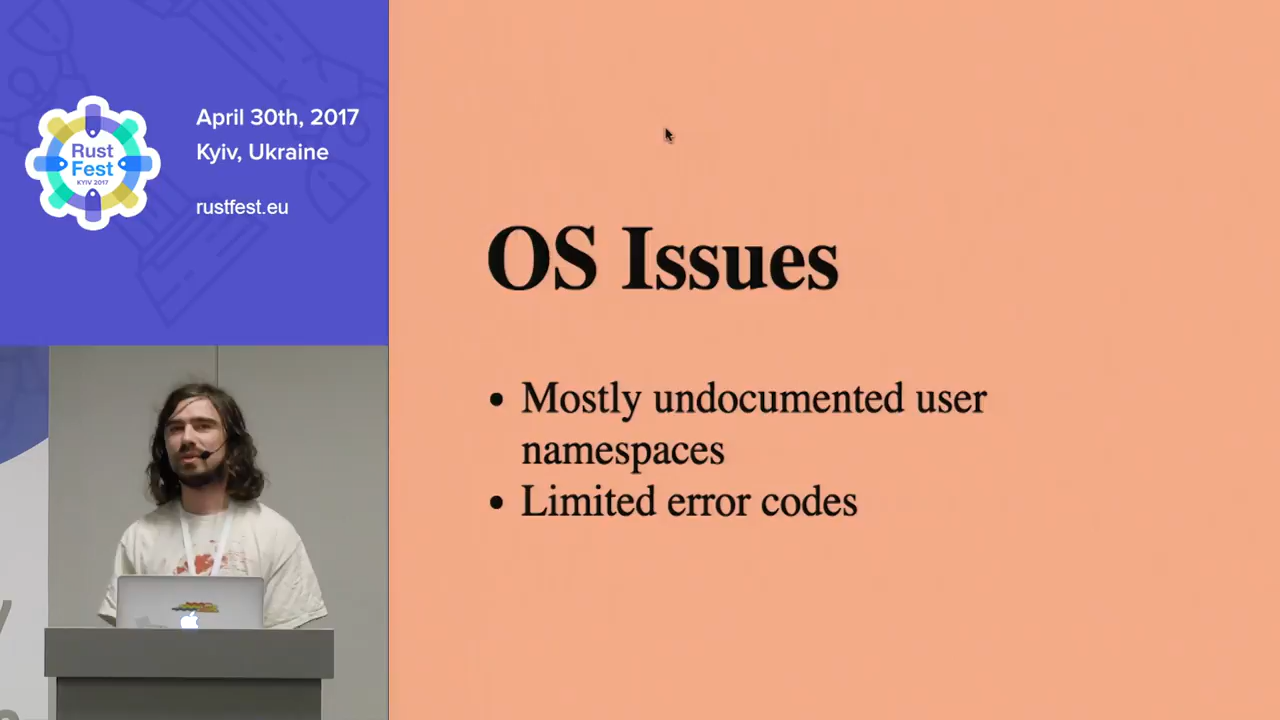 April 30th, 2017
Kyiv, Ukraine
rustfest.eu
Rust
Fest
KYIV 2017
OS Issues
• Mostly undocumented user
namespaces
• Limited error codes